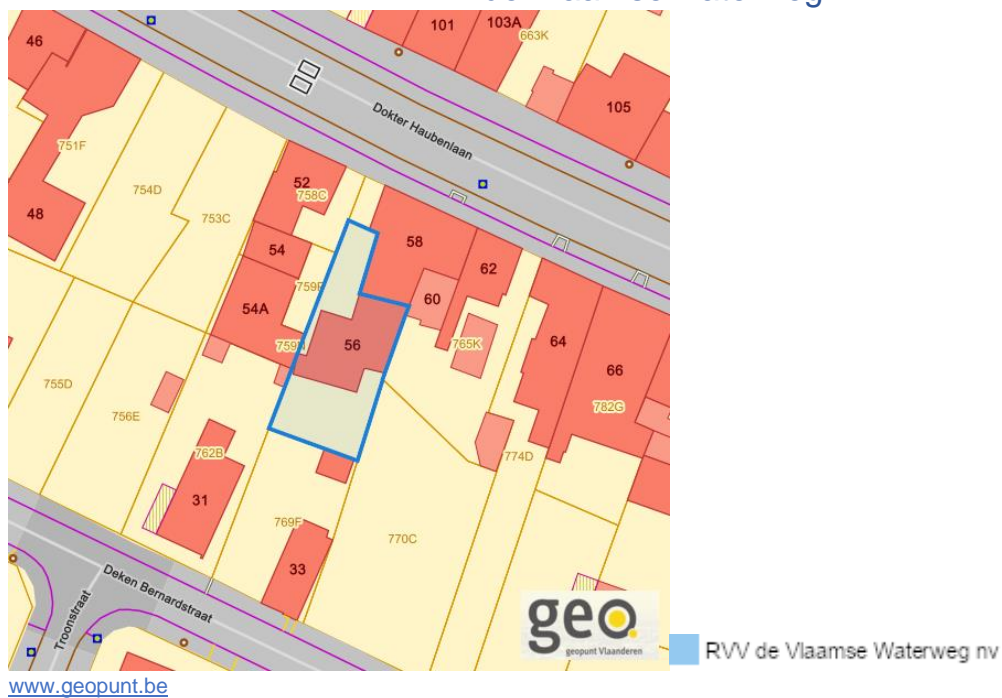 46
101
103A
663K
105
Dokter Haubenlaan
751F
754D
52
758C
753C
48
54
58
62
759P
60
54A
56
759N
765K
64
66
755D
756E
782G
762B
774D
31
769F
770C
33
Deken Bernardstraat
Troonstraat
geo
geopunt Vlaanderen
RVV de Vlaamse Waterweg nv
www.geopunt.be